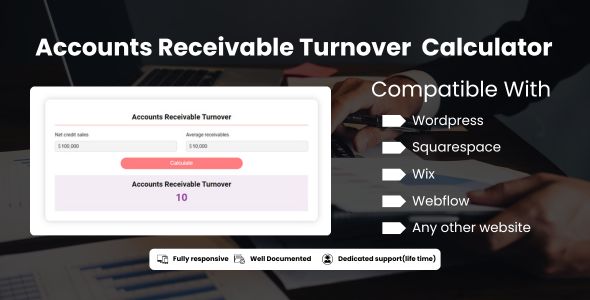 Accounts Receivable Turnover Calculator
Compatible With
Accounts Receivable Turnover
Net credit sales
Average receivables
$ 100,000
$ 10,000
Calculate
Accounts Receivable Turnover
10
Wordpress
Squarespace
Wix
Webflow
Any other website
Fully responsive
Well Documented
Dedicated support(life time)